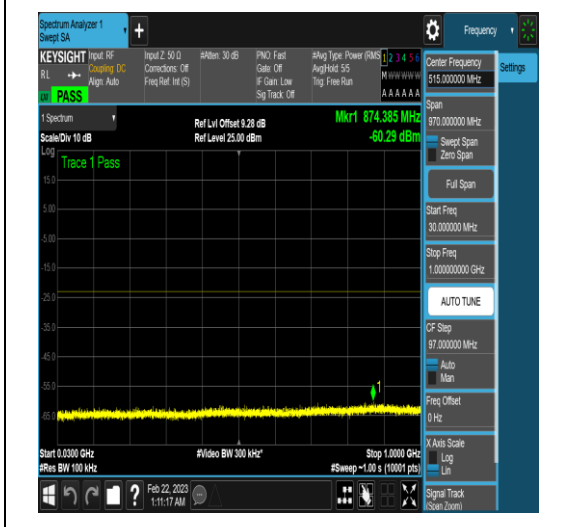 Spectrum Analyzer 1
Swept SA
+
Frequency
KEYSIGHT
RL
PASS
Input: RF
Coupling: DC
Align: Auto
Input Z: 50 Ω
Corrections: Off
Freq Ref: Int (S)
#Atten: 30 dB
PNO: Fast
Gate: Off
IF Gain: Low
Sig Track: Off
#Avg Type: Power (RMS
Avg|Hold: 5/5
Trig: Free Run
1 2 3 4 5 6
M W W W W W
A A A A A A
Center Frequency
515.000000 MHz
Settings
Span
970.000000 MHz
Swept Span
Zero Span
Full Span
Start Freq
30.000000 MHz
Stop Freq
1.000000000 GHz
AUTO TUNE
CF Step
97.000000 MHz
Auto
Man
Freq Offset
0 Hz
X Axis Scale
Log
Lin
Signal Track
(Span Zoom)
1 Spectrum
Scale/Div 10 dB
Ref Lvl Offset 9.28 dB
Ref Level 25.00 dBm
Mkr1 874.385 MHz
-60.29 dBm
Log
Trace 1 Pass
15.0
5.00
-5.00
-15.0
-25.0
-35.0
-45.0
-55.0
-65.0
1
Start 0.0300 GHz
#Res BW 100 kHz
#Video BW 300 kHz*
Stop 1.0000 GHz
#Sweep ~1.00 s (10001 pts)
?
Feb 22, 2023
1:11:17 AM